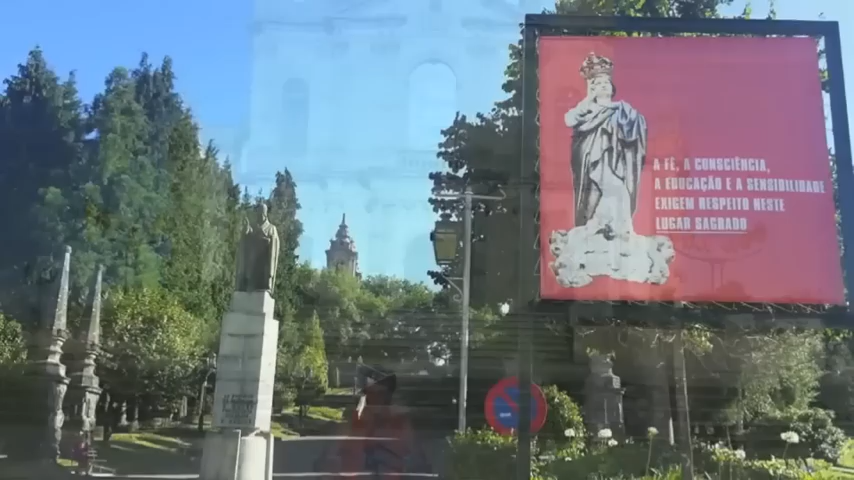 A FÉ, A CONSCIÊNCIA,
A EDUCAÇÃO E A SENSIBILIDADE
EXIGEM RESPEITO NESTE
LUGAR SAGRADO